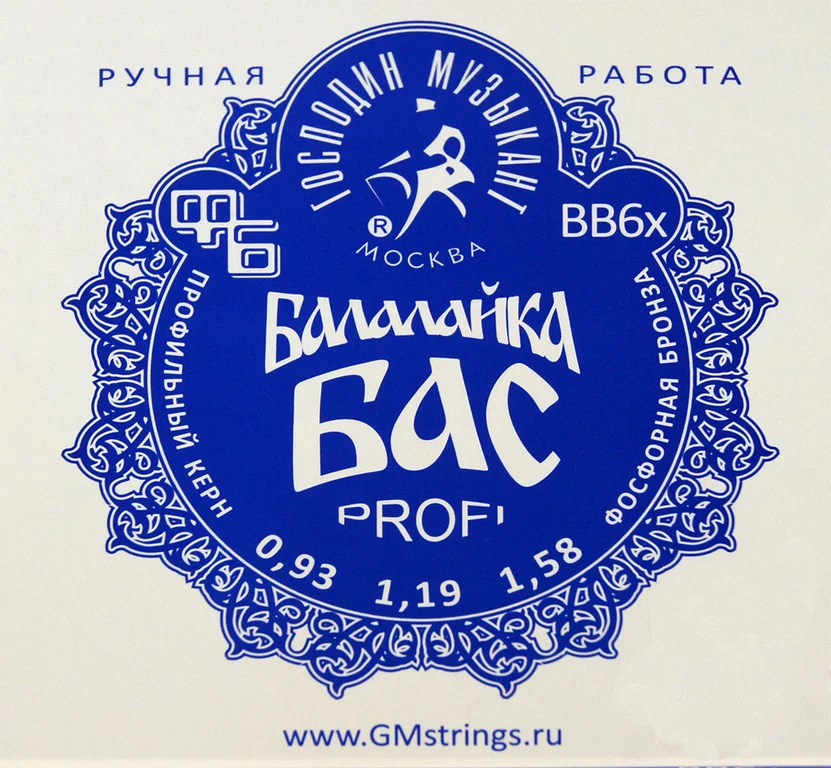 РУЧНАЯ РАБОТА
ГОСПОДИН МУЗЫКАНТ
®
МОСКВА
ФБ
BB6x
ПРОФИЛЬНЫЙ КЕРН
ФОСФОРНАЯ БРОНЗА
БАЛАЛАЙКА
БАС
PROFI
0,93 1,19 1,58
www.GMstrings.ru